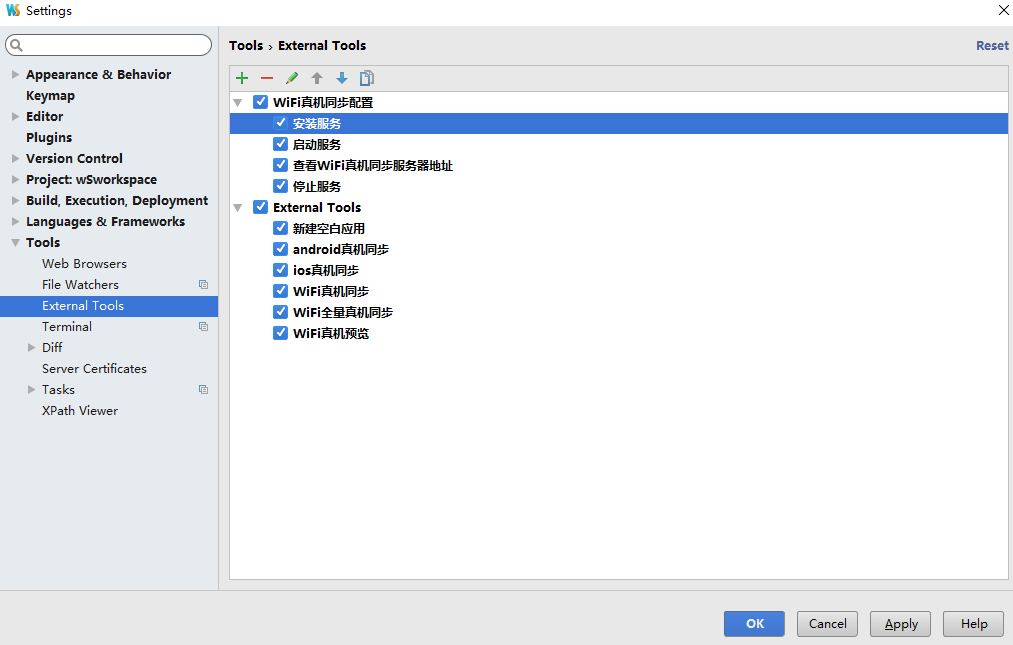 Settings
Appearance & Behavior
Keymap
Editor
Plugins
Version Control
Project: wSworkspace
Build, Execution, Deployment
Languages & Frameworks
Tools
Web Browsers
File Watchers
External Tools
Terminal
Diff
Server Certificates
Tasks
XPath Viewer
Tools › External Tools
Reset
WiFi真机同步配置
安装服务
启动服务
查看WiFi真机同步服务器地址
停止服务
External Tools
新建空白应用
android真机同步
ios真机同步
WiFi真机同步
WiFi全量真机同步
WiFi真机预览
OK
Cancel
Apply
Help